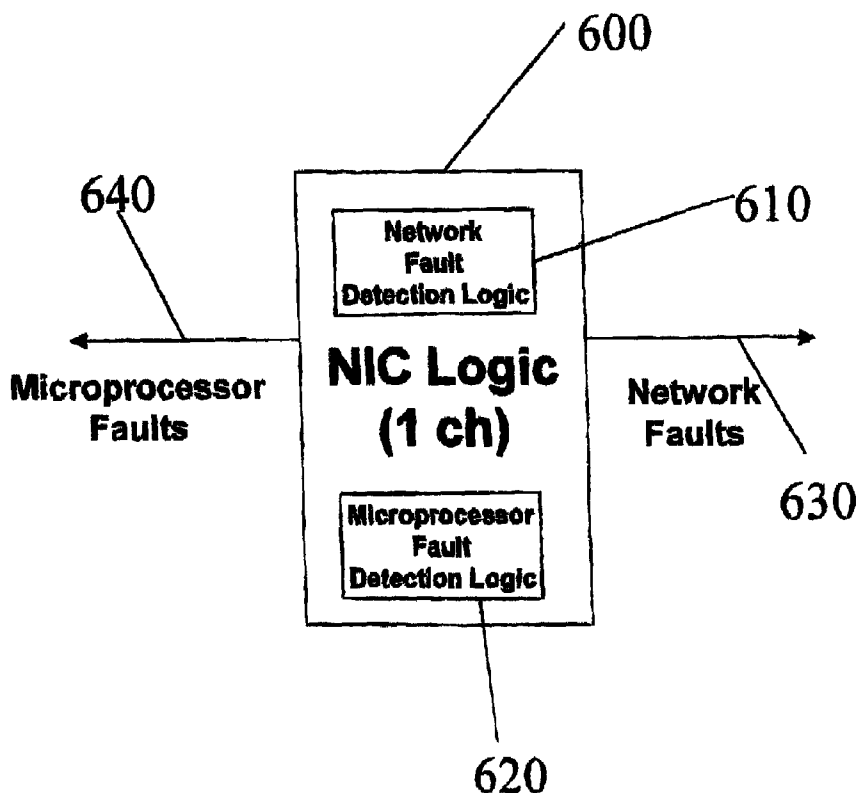 600
640
610
Network
Fault
Detection Logic
NIC Logic
(1 ch)
Microprocessor
Faults
Network
Faults
630
Microprocessor
Fault
Detection Logic
620